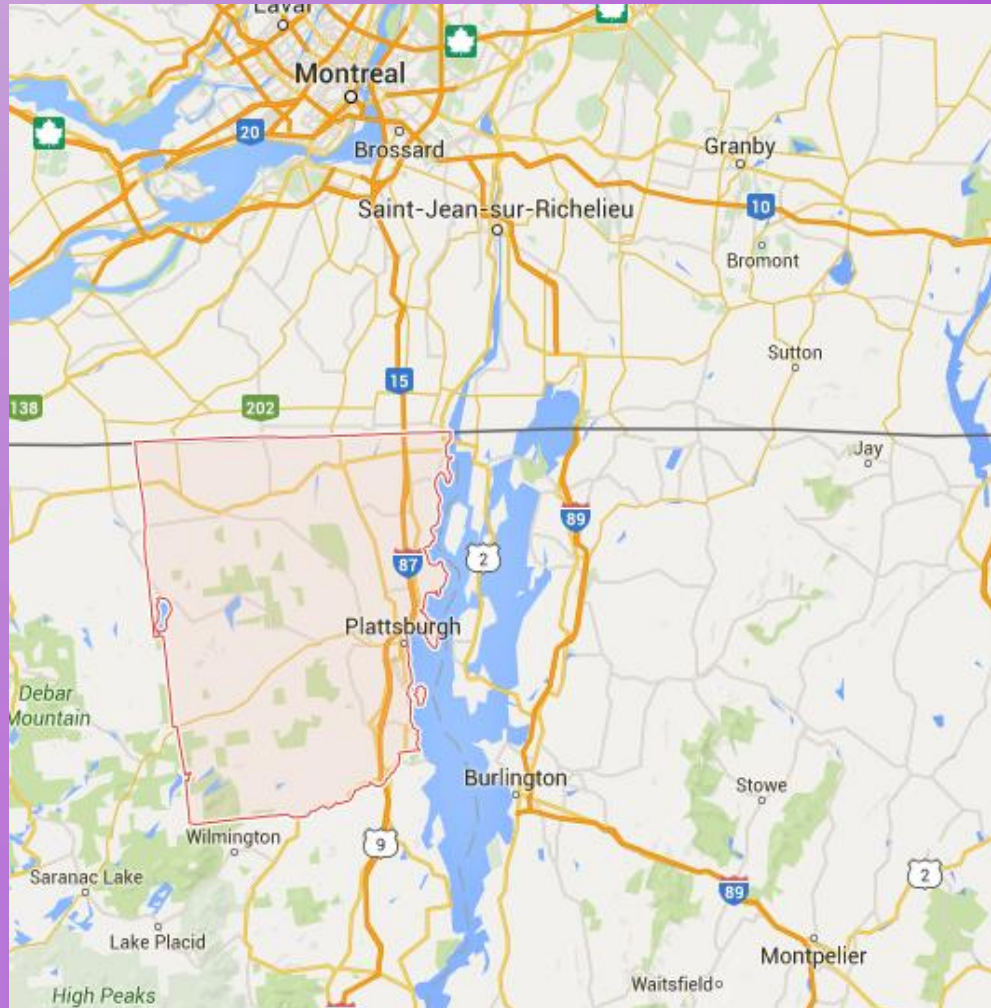 Laval
Montreal
20
Brossard
Granby
Saint-Jean-sur-Richelieu
10
Bromont
Sutton
15
138
202
Jay
89
2
87
Plattsburgh
Debar
Mountain
Burlington
Stowe
Wilmington
9
Saranac Lake
2
89
Lake Placid
Montpelier
Waitsfield
High Peaks